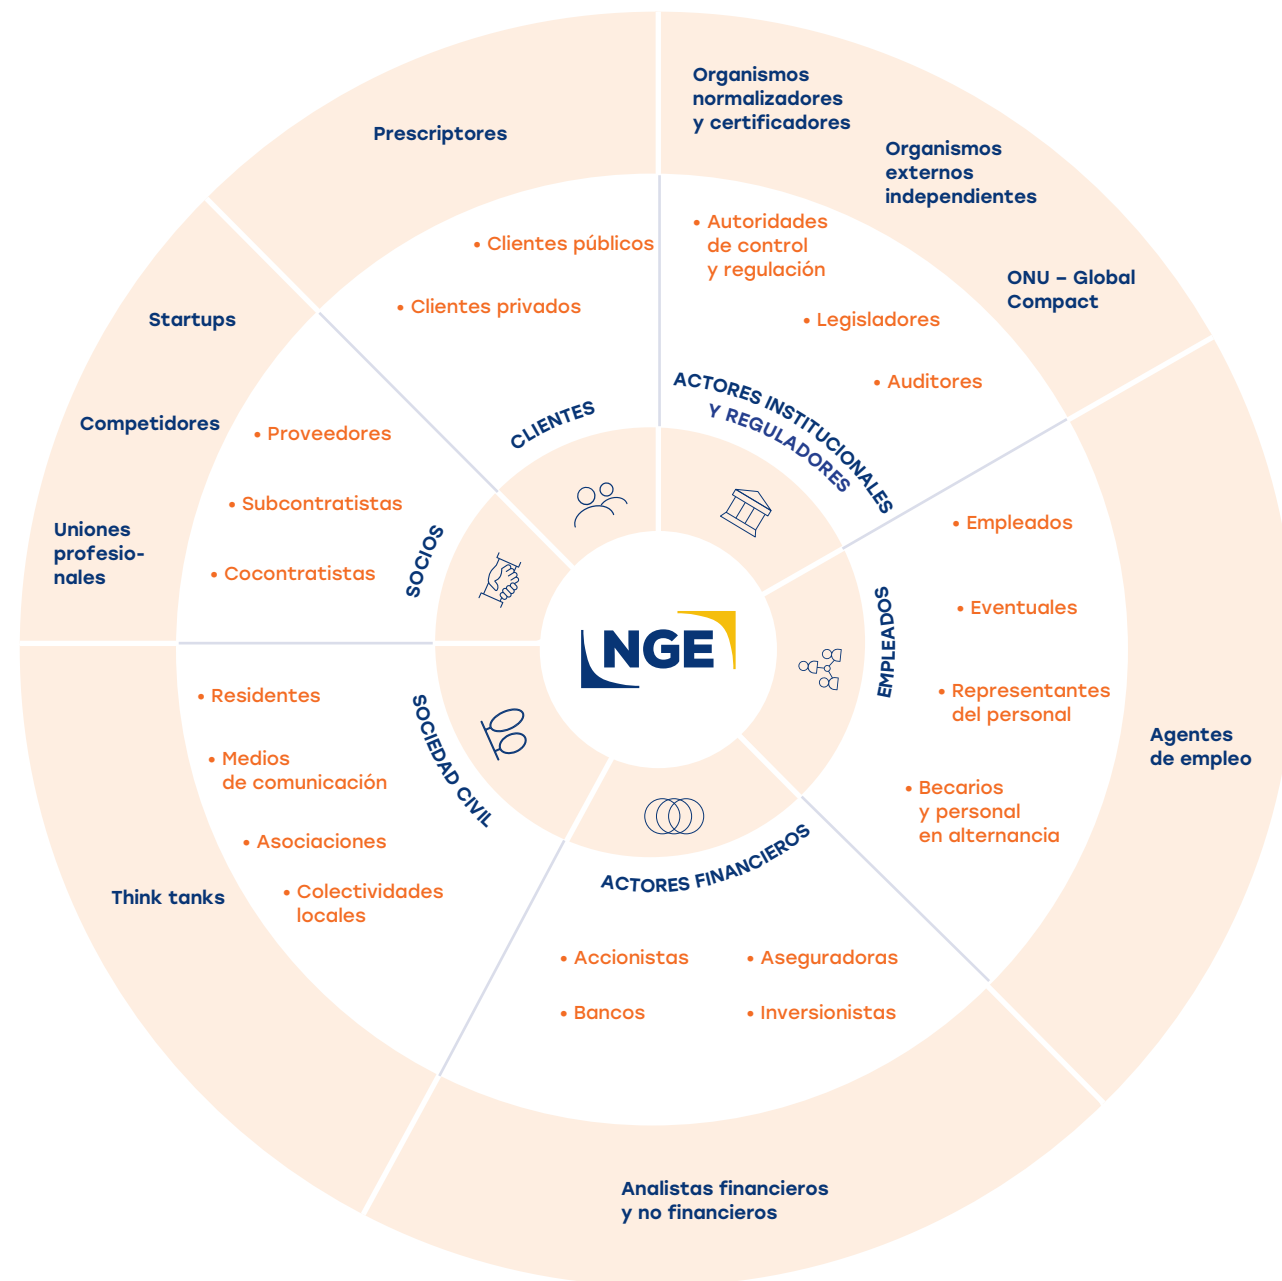 Prescriptores
• Clientes públicos
• Clientes privados
CLIENTES
Organismos
normalizadores
y certificadores
Organismos
externos
independientes
ONU – Global
Compact
• Autoridades
de control
y regulación
• Legisladores
• Auditores
ACTORES INSTITUCIONALES
Y REGULADORES
• Empleados
• Eventuales
• Representantes
del personal
• Becarios
y personal
en alternancia
EMPLEADOS
Agentes
de empleo
ACTORES FINANCIEROS
• Accionistas
• Aseguradoras
• Bancos
• Inversionistas
Analistas financieros
y no financieros
SOCIEDAD CIVIL
• Residentes
• Medios
de comunicación
• Asociaciones
• Colectividades
locales
Think tanks
SOCIOS
• Proveedores
• Subcontratistas
• Cocontratistas
Startups
Competidores
Uniones
profesio-
nales
NGE